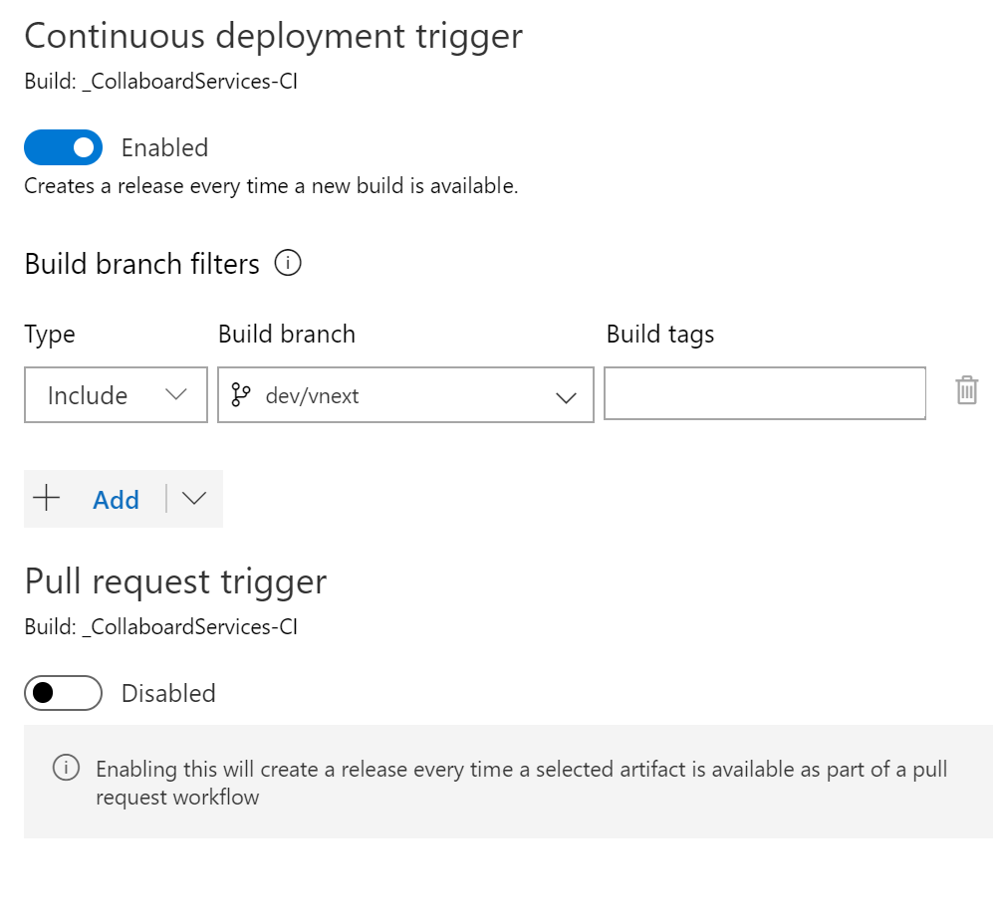 Continuous deployment trigger
Build: _CollaboardServices-CI
Enabled
Creates a release every time a new build is available.
Build branch filters
Type Build branch Build tags
Include dev/vnext
Add
Pull request trigger
Build: _CollaboardServices-CI
Disabled
Enabling this will create a release every time a selected artifact is available as part of a pull
request workflow